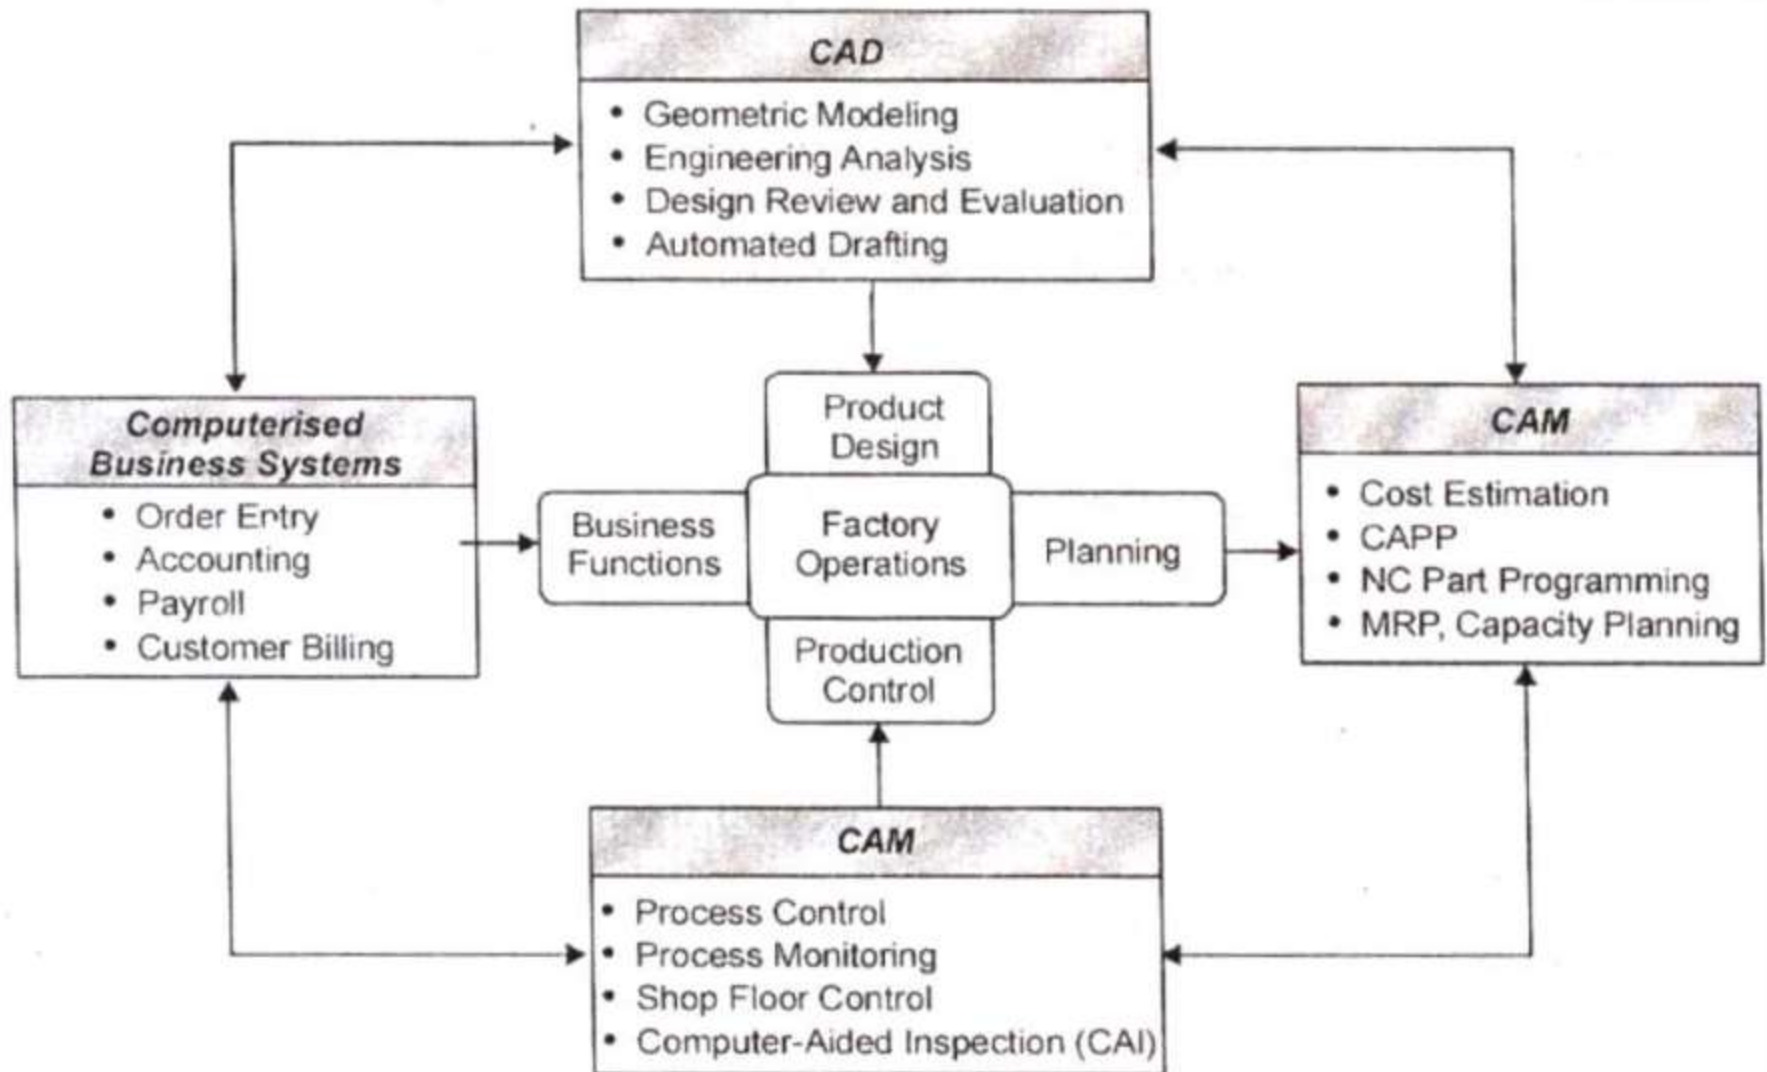 CAD
• Geometric Modeling
• Engineering Analysis
• Design Review and Evaluation
• Automated Drafting
Computerised
Business Systems
• Order Entry
• Accounting
• Payroll
• Customer Billing
Product
Design
Business
Functions
Factory
Operations
Planning
Production
Control
CAM
• Cost Estimation
• CAPP
• NC Part Programming
• MRP, Capacity Planning
CAM
• Process Control
• Process Monitoring
• Shop Floor Control
• Computer-Aided Inspection (CAI)